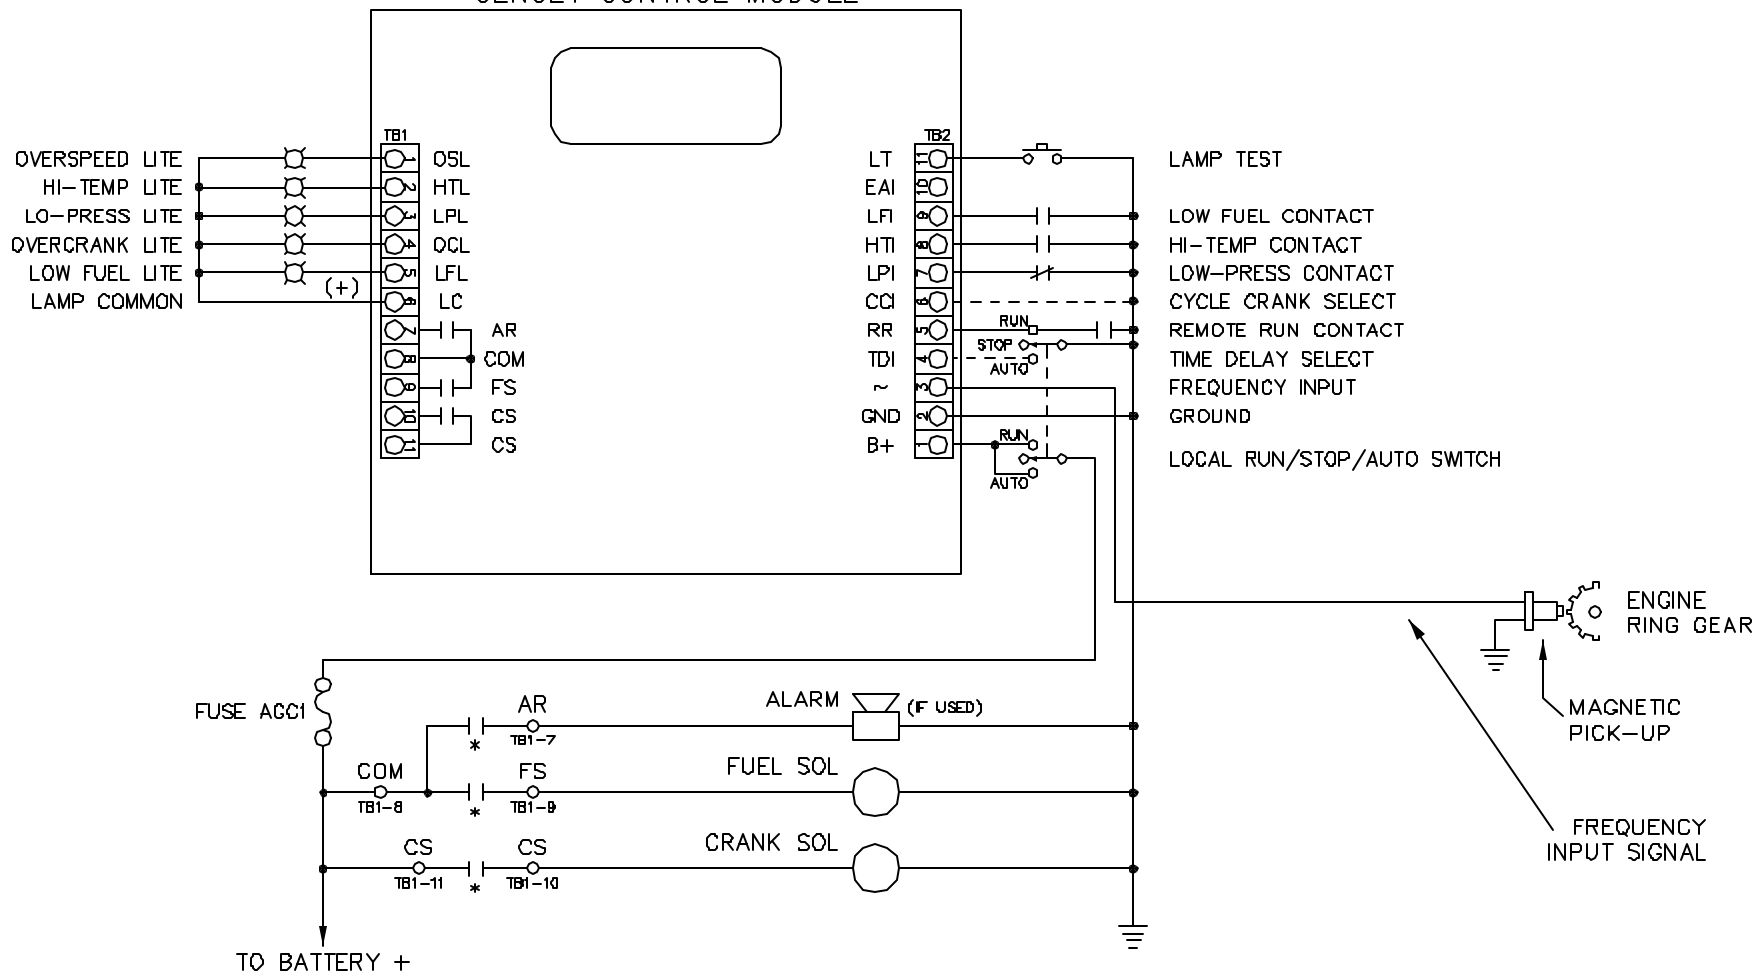 CONTROL MODULE
TB1
TB2
OVERSPEED LITE
1
OSL
LT
11
LAMP TEST
HI-TEMP LITE
2
HTL
EAI
10
LO-PRESS LITE
3
LPL
LFI
9
LOW FUEL CONTACT
OVERCRANK LITE
4
OCL
HTI
8
HI-TEMP CONTACT
LOW FUEL LITE
5
LFL
LPI
7
LOW-PRESS CONTACT
(+)
LAMP COMMON
6
LC
CCI
6
CYCLE CRANK SELECT
7
AR
RR
5
RUN
REMOTE RUN CONTACT
STOP
8
COM
TDI
4
AUTO
TIME DELAY SELECT
9
FS
~
3
FREQUENCY INPUT
10
CS
GND
2
GROUND
11
CS
B+
1
RUN
AUTO
LOCAL RUN/STOP/AUTO SWITCH
ENGINE
RING GEAR
MAGNETIC
PICK-UP
FREQUENCY
INPUT SIGNAL
FUSE AGC1
AR
*
TB1-7
ALARM
(IF USED)
COM
TB1-8
*
FS
TB1-9
FUEL SOL
CS
TB1-11
*
CS
TB1-10
CRANK SOL
TO BATTERY +